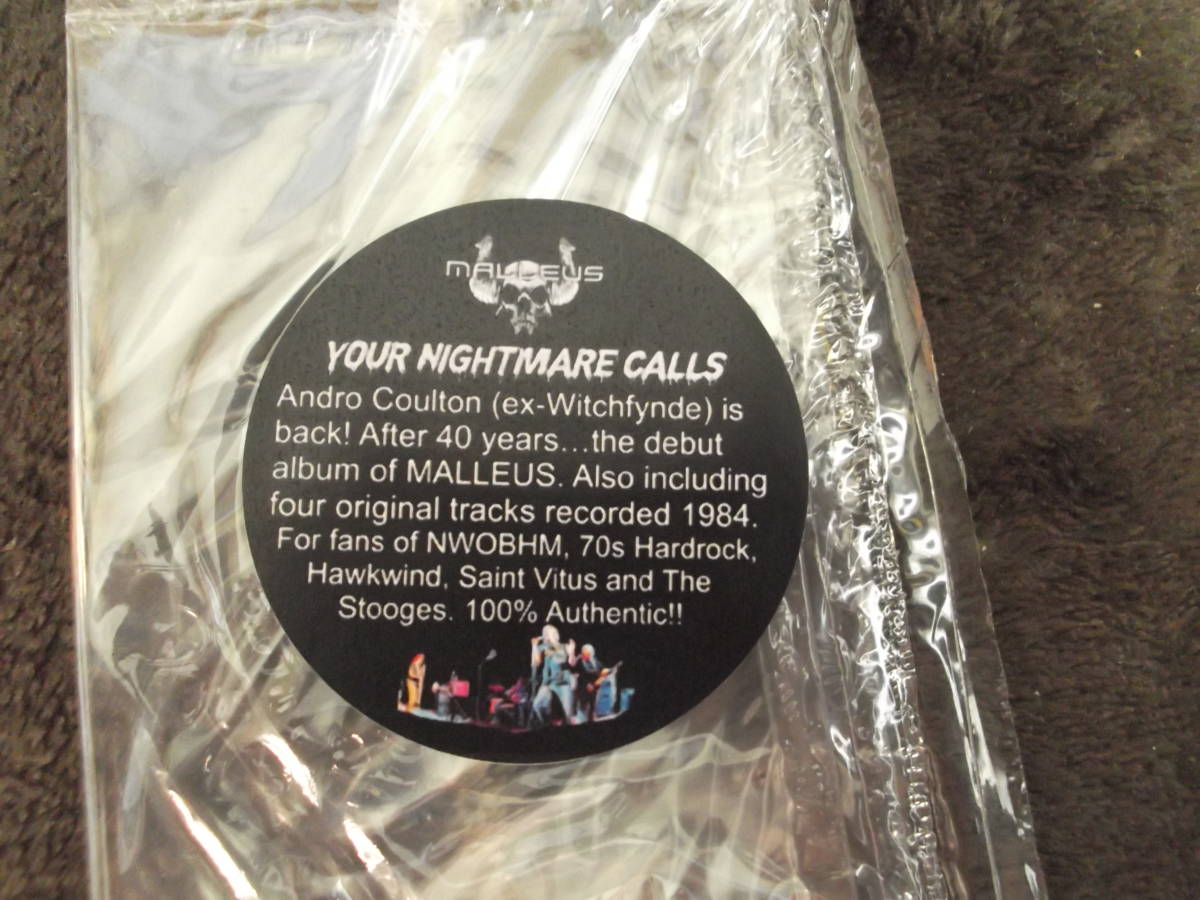 MALLEUS
YOUR NIGHTMARE CALLS
Andro Coulton (ex-Witchfynde) is
back! After 40 years...the debut
album of MALLEUS. Also including
four original tracks recorded 1984.
For fans of NWOBHM, 70s Hardrock,
Hawkwind, Saint Vitus and The
Stooges. 100% Authentic!!